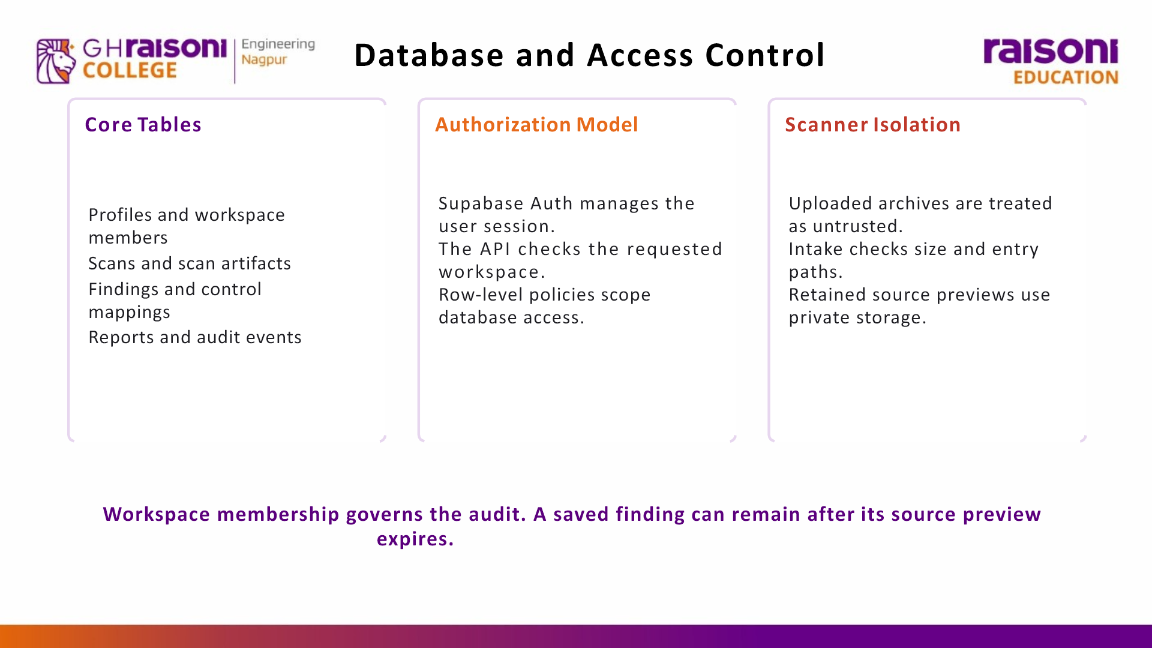 GHraisoni
COLLEGE
Engineering
Nagpur
Database and Access Control
raisoni
EDUCATION
Core Tables
Profiles and workspace
members
Scans and scan artifacts
Findings and control
mappings
Reports and audit events
Authorization Model
Supabase Auth manages the
user session.
The API checks the requested
workspace.
Row-level policies scope
database access.
Scanner Isolation
Uploaded archives are treated
as untrusted.
Intake checks size and entry
paths.
Retained source previews use
private storage.
Workspace membership governs the audit. A saved finding can remain after its source preview
expires.